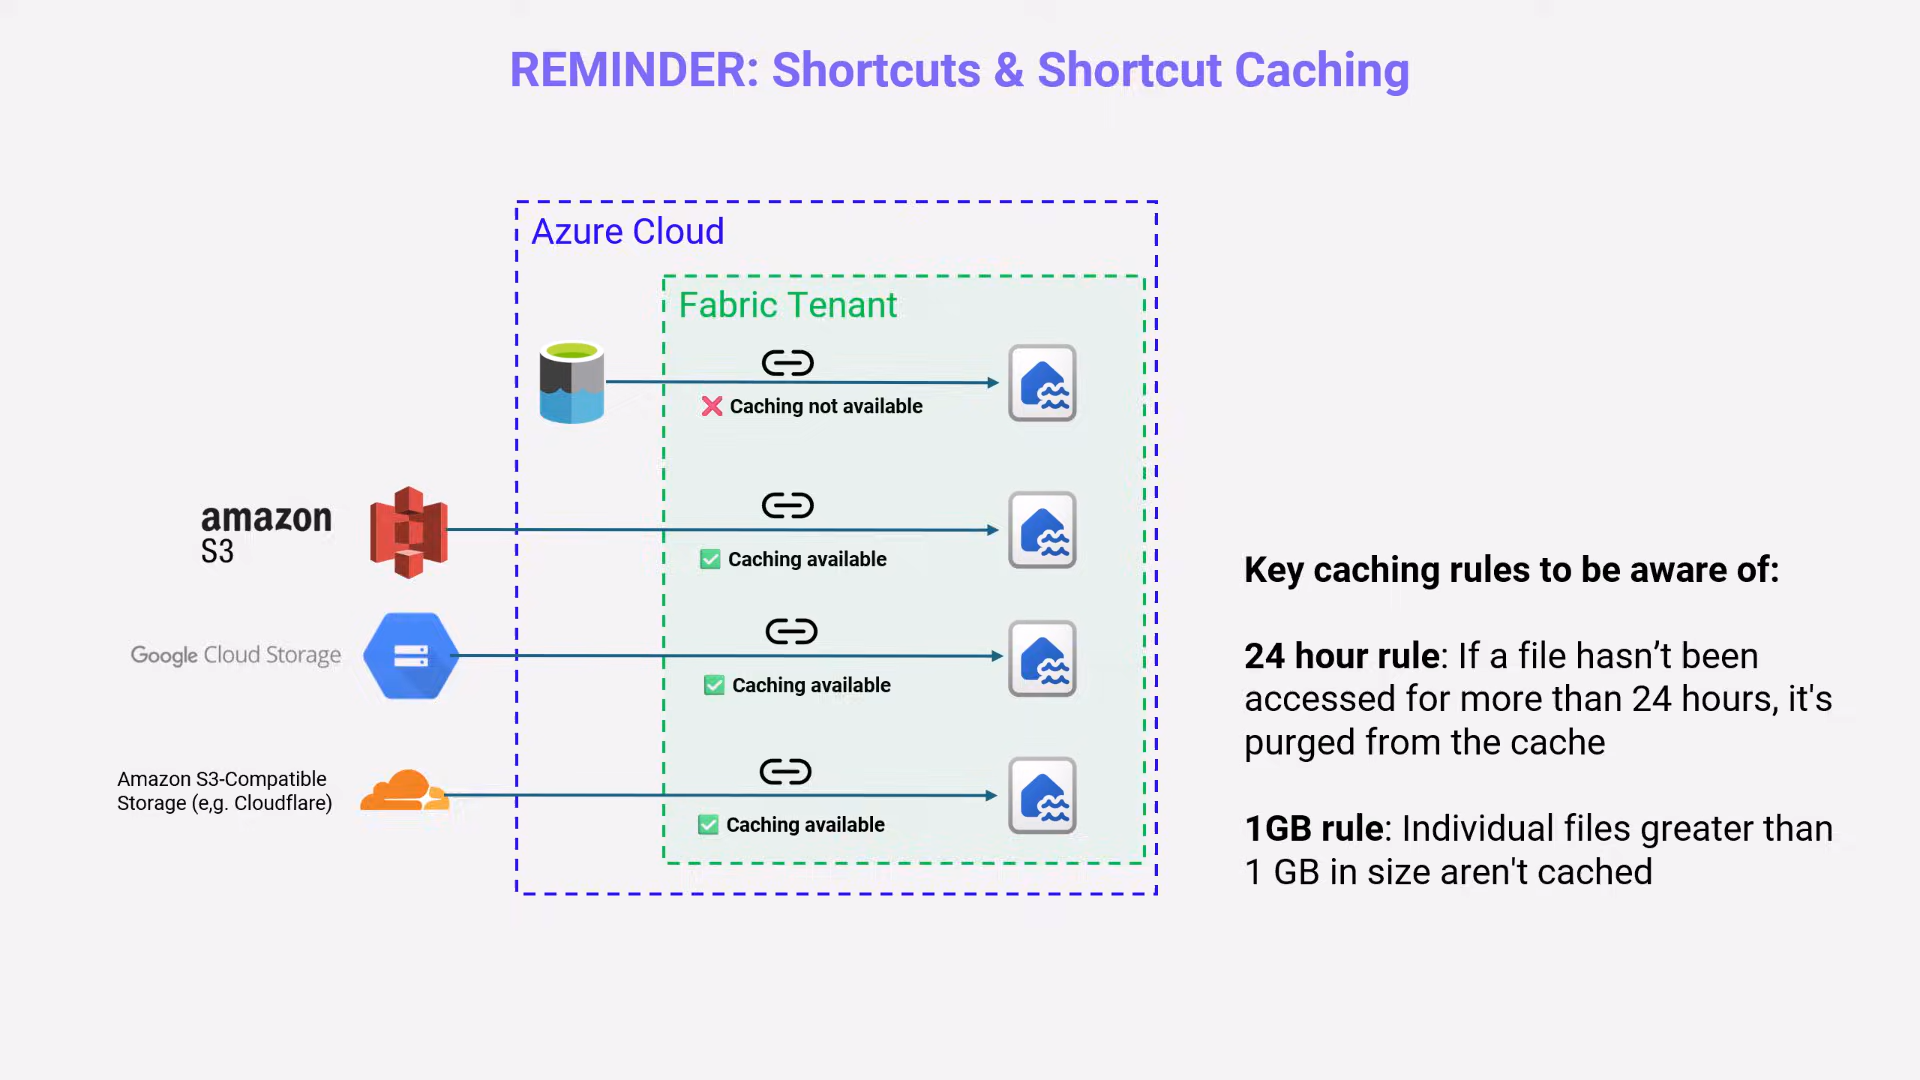 REMINDER: Shortcuts & Shortcut Caching
Azure Cloud
Fabric Tenant
❌ Caching not available
amazon
S3
✅ Caching available
Google Cloud Storage
✅ Caching available
Amazon S3-Compatible
Storage (e,g. Cloudflare)
✅ Caching available
Key caching rules to be aware of:
24 hour rule: If a file hasn’t been
accessed for more than 24 hours, it's
purged from the cache
1GB rule: Individual files greater than
1 GB in size aren't cached